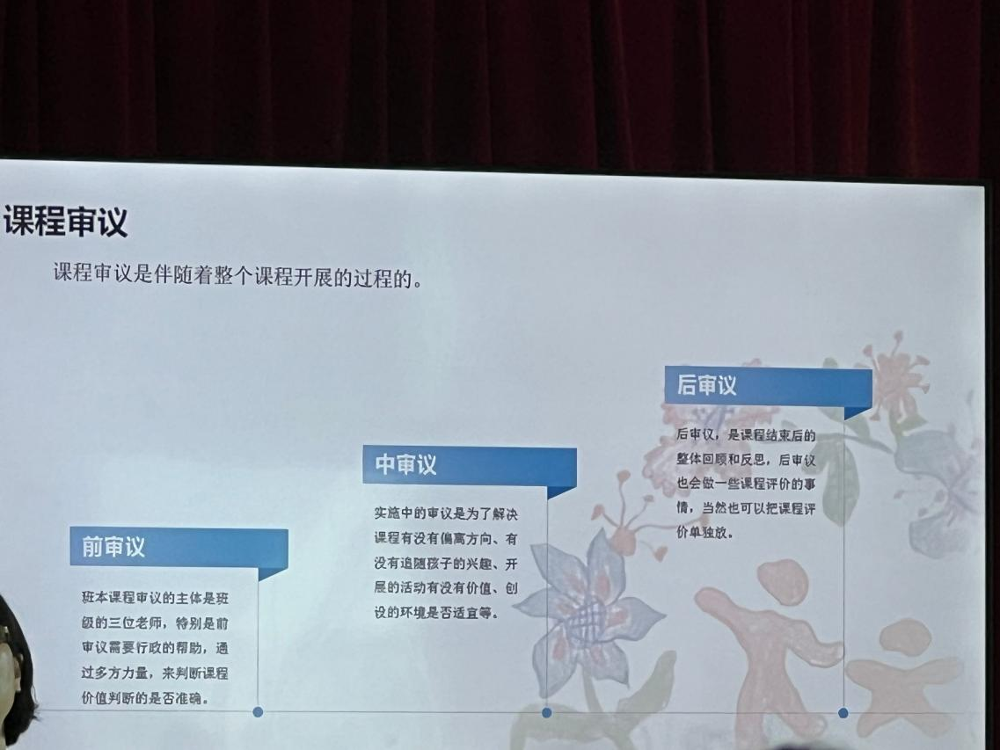 课程审议
课程审议是伴随着整个课程开展的过程的。
前审议
班本课程审议的主体是班
级的三位老师，特别是前
审议需要行政的帮助，通
过多方力量，来判断课程
价值判断的是否准确。
中审议
实施中的审议是为了解决
课程有没有偏离方向、有
没有追随孩子的兴趣、开
展的活动有没有价值、创
设的环境是否适宜等。
后审议
后审议，是课程结束后的
整体回顾和反思，后审议
也会做一些课程评价的事
情，当然也可以把课程评
价单独放。